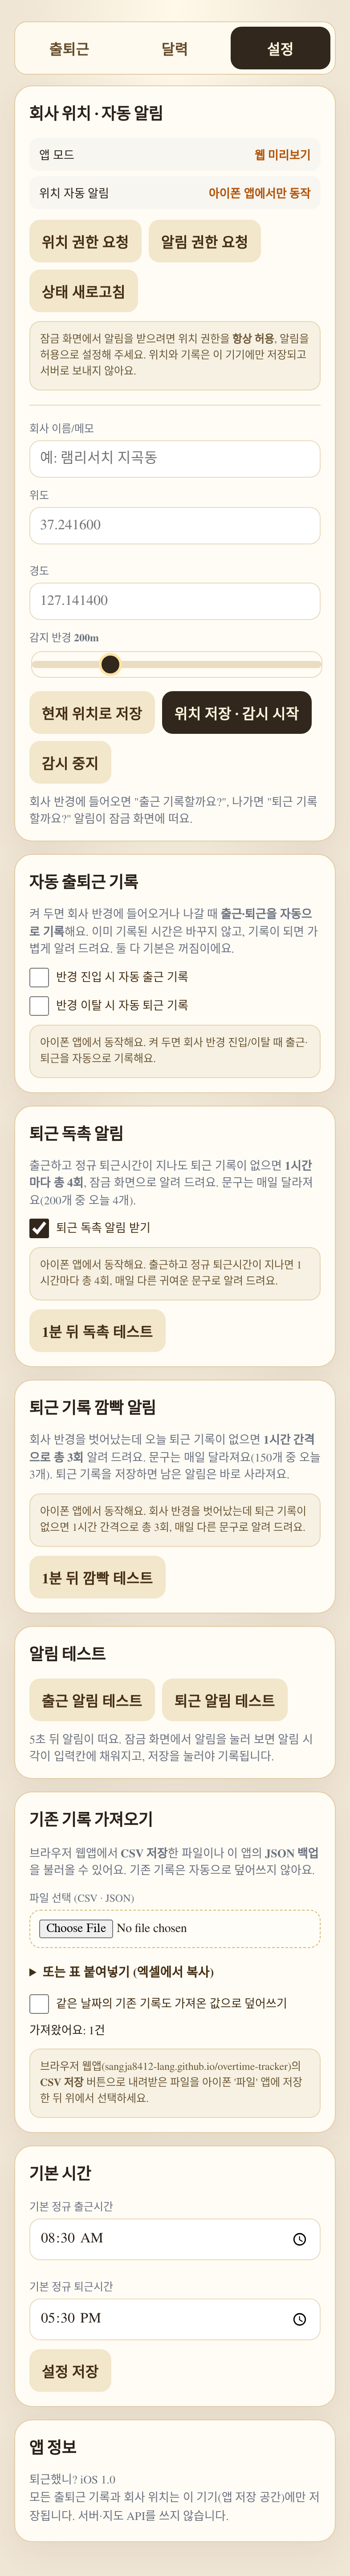 출퇴근 달력 설정
회사 위치 · 자동 알림
앱 모드 웹 미리보기
위치 자동 알림 아이폰 앱에서만 동작
위치 권한 요청 알림 권한 요청
상태 새로고침
잠금 화면에서 알림을 받으려면 위치 권한을 항상 허용, 알림을
허용으로 설정해 주세요. 위치와 기록은 이 기기에만 저장되고
서버로 보내지 않아요.
회사 이름/메모
예: 램리서치 지곡동
위도
37.241600
경도
127.141400
감지 반경 200m
현재 위치로 저장 위치 저장 · 감시 시작
감시 중지
회사 반경에 들어오면 "출근 기록할까요?", 나가면 "퇴근 기록
할까요?" 알림이 잠금 화면에 떠요.
자동 출퇴근 기록
켜 두면 회사 반경에 들어오거나 나갈 때 출근·퇴근을 자동으
로 기록해요. 이미 기록된 시간은 바꾸지 않고, 기록이 되면 가
볍게 알려 드려요. 둘 다 기본은 꺼짐이에요.
반경 진입 시 자동 출근 기록
반경 이탈 시 자동 퇴근 기록
아이폰 앱에서 동작해요. 켜 두면 회사 반경 진입/이탈 때 출근·
퇴근을 자동으로 기록해요.
퇴근 독촉 알림
출근하고 정규 퇴근시간이 지나도 퇴근 기록이 없으면 1시간
마다 총 4회, 잠금 화면으로 알려 드려요. 문구는 매일 달라져
요(200개 중 오늘 4개).
퇴근 독촉 알림 받기
아이폰 앱에서 동작해요. 출근하고 정규 퇴근시간이 지나면 1
시간마다 총 4회, 매일 다른 귀여운 문구로 알려 드려요.
1분 뒤 독촉 테스트
퇴근 기록 깜빡 알림
회사 반경을 벗어났는데 오늘 퇴근 기록이 없으면 1시간 간격
으로 총 3회 알려 드려요. 문구는 매일 달라져요(150개 중 오늘
3개). 퇴근 기록을 저장하면 남은 알림은 바로 사라져요.
아이폰 앱에서 동작해요. 회사 반경을 벗어났는데 퇴근 기록이
없으면 1시간 간격으로 총 3회, 매일 다른 문구로 알려 드려요.
1분 뒤 깜빡 테스트
알림 테스트
출근 알림 테스트 퇴근 알림 테스트
5초 뒤 알림이 떠요. 잠금 화면에서 알림을 눌러 보면 알림 시
각이 입력칸에 채워지고, 저장을 눌러야 기록됩니다.
기존 기록 가져오기
브라우저 웹앱에서 CSV 저장한 파일이나 이 앱의 JSON 백업
을 불러올 수 있어요. 기존 기록은 자동으로 덮어쓰지 않아요.
파일 선택 (CSV · JSON)
Choose File No file chosen
▶ 또는 표 붙여넣기 (엑셀에서 복사)
같은 날짜의 기존 기록도 가져온 값으로 덮어쓰기
가져왔어요: 1건
브라우저 웹앱(sangja8412-lang.github.io/overtime-tracker)의
CSV 저장 버튼으로 내려받은 파일을 아이폰 '파일' 앱에 저장
한 뒤 위에서 선택하세요.
기본 시간
기본 정규 출근시간
08:30 AM
기본 정규 퇴근시간
05:30 PM
설정 저장
앱 정보
퇴근했니? iOS 1.0
모든 출퇴근 기록과 회사 위치는 이 기기(앱 저장 공간)에만 저
장됩니다. 서버·지도 API를 쓰지 않습니다.